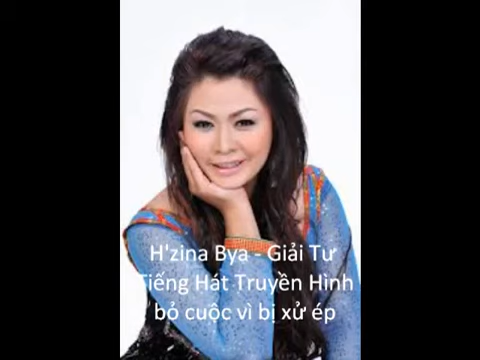 H'zina Bya - Giải Tư
Tiếng Hát Truyền Hình
bỏ cuộc vì bị xử ép